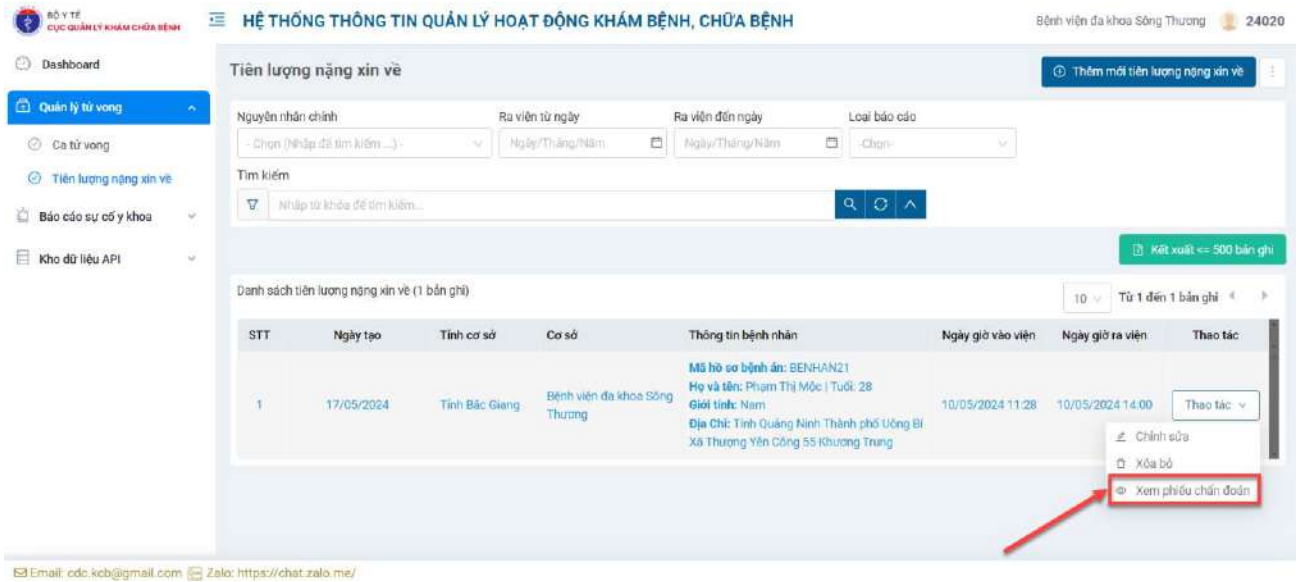 BỘ Y TẾ
CỤC QUẢN LÝ KHÁM CHỮA BỆNH
HỆ THỐNG THÔNG TIN QUẢN LÝ HOẠT ĐỘNG KHÁM BỆNH, CHỮA BỆNH
Bệnh viện đa khoa Sông Thương
24020
Dashboard
Quản lý tử vong
Ca tử vong
Tiên lượng nặng xin về
Báo cáo sự cố y khoa
Kho dữ liệu API
Tiên lượng nặng xin về
Thêm mới tiên lượng nặng xin về
Nguyên nhân chính
Ra viện từ ngày
Ra viện đến ngày
Loại báo cáo
- Chọn (Nhập để tìm kiếm ...) -
Ngày/Tháng/Năm
Ngày/Tháng/Năm
-Chọn-
Tìm kiếm
Nhập từ khóa để tìm kiếm...
Kết xuất <= 500 bản ghi
Danh sách tiên lượng nặng xin về (1 bản ghi)
10
Từ 1 đến 1 bản ghi
STT
Ngày tạo
Tỉnh cơ sở
Cơ sở
Thông tin bệnh nhân
Ngày giờ vào viện
Ngày giờ ra viện
Thao tác
1
17/05/2024
Tỉnh Bắc Giang
Bệnh viện đa khoa Sông
Thương
Mã hồ sơ bệnh án: BENHAN21
Họ và tên: Phạm Thị Mộc | Tuổi: 28
Giới tính: Nam
Địa Chỉ: Tỉnh Quảng Ninh Thành phố Uông Bí
Xã Thượng Yên Công 55 Khương Trung
10/05/2024 11:28
10/05/2024 14:00
Thao tác
Chỉnh sửa
Xóa bỏ
Xem phiếu chẩn đoán
Email: cdc.kcb@gmail.com
Zalo: https://chat.zalo.me/